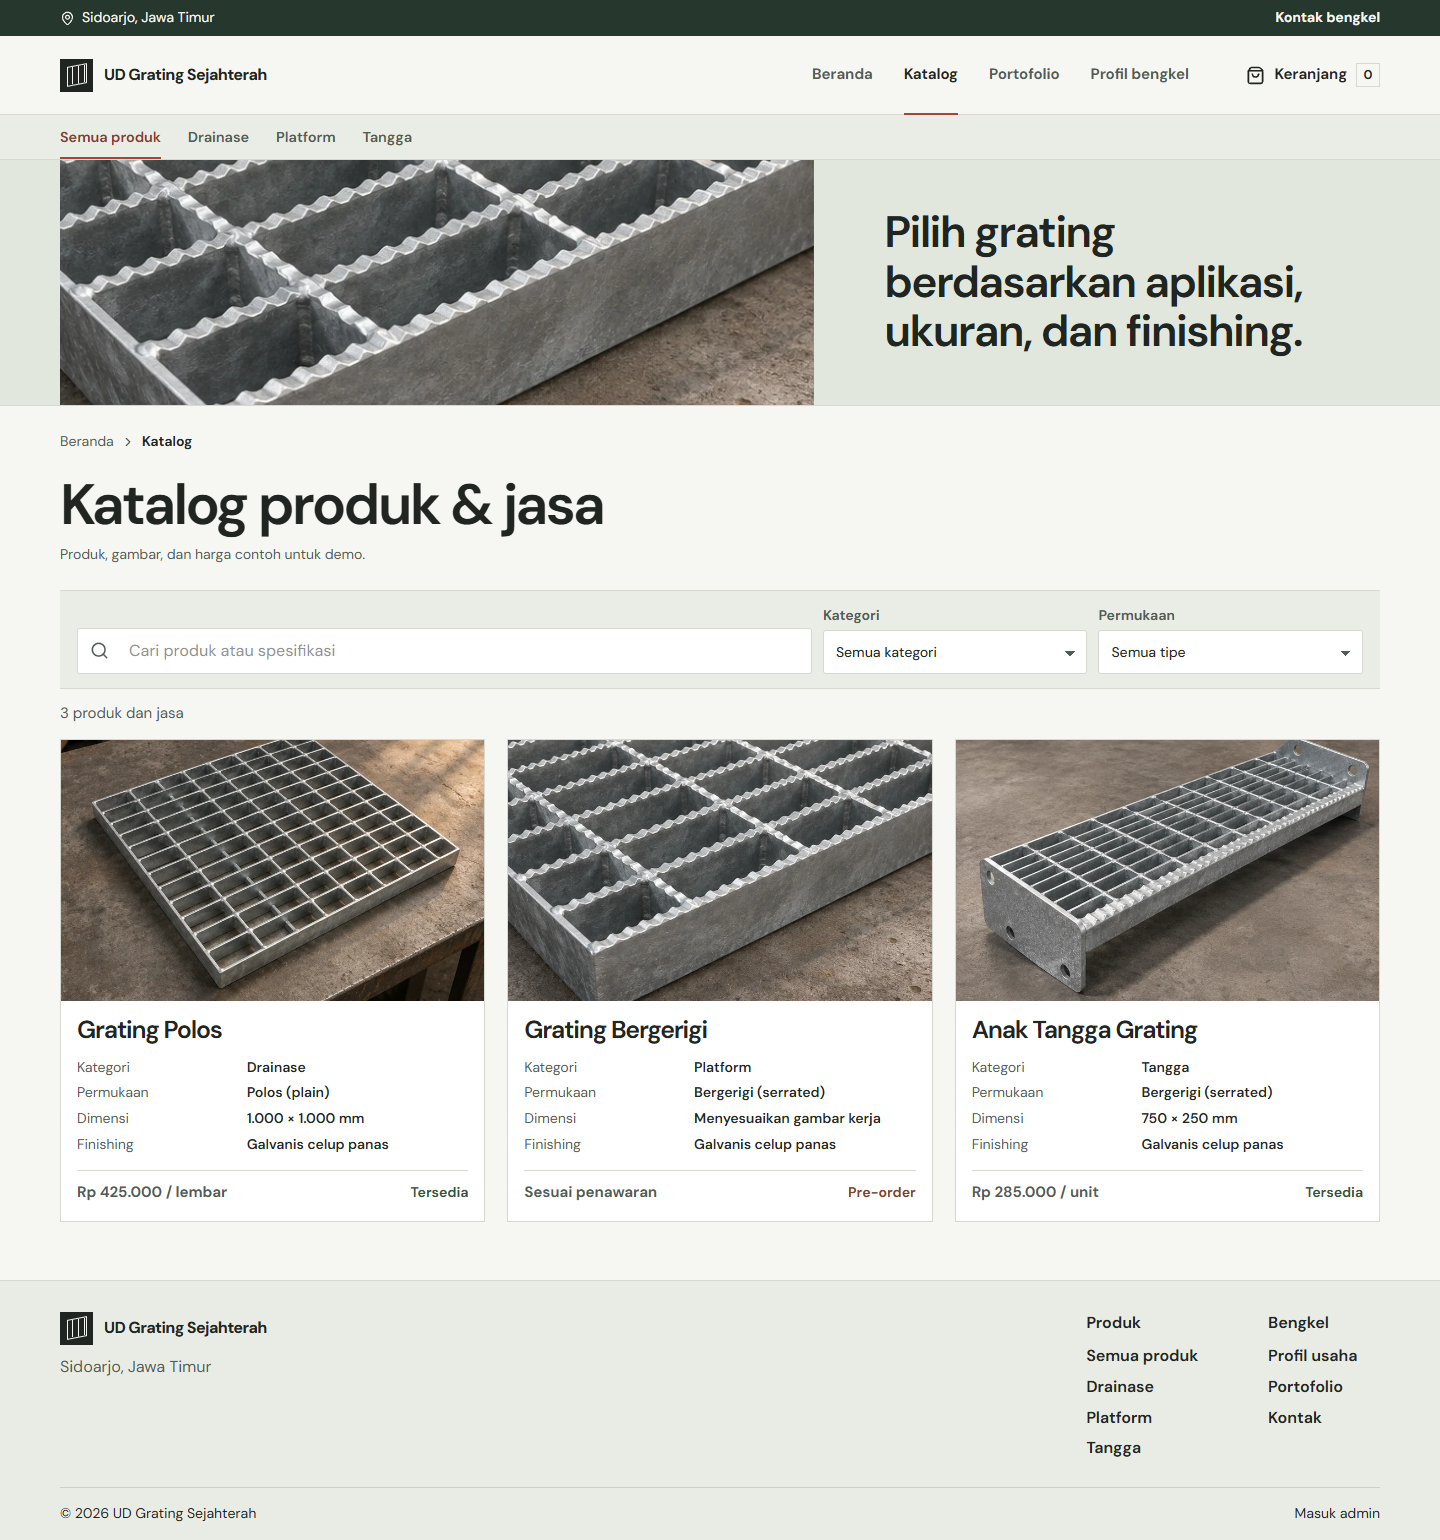 Sidoarjo, Jawa Timur
Kontak bengkel
UD Grating Sejahterah
Beranda
Katalog
Portofolio
Profil bengkel
Keranjang
0
Semua produk
Drainase
Platform
Tangga
Pilih grating
berdasarkan aplikasi,
ukuran, dan finishing.
Beranda
Katalog
Katalog produk & jasa
Produk, gambar, dan harga contoh untuk demo.
Kategori
Permukaan
Cari produk atau spesifikasi
Semua kategori
Semua tipe
3 produk dan jasa
Grating Polos
Kategori Drainase
Permukaan Polos (plain)
Dimensi 1.000 × 1.000 mm
Finishing Galvanis celup panas
Rp 425.000 / lembar Tersedia
Grating Bergerigi
Kategori Platform
Permukaan Bergerigi (serrated)
Dimensi Menyesuaikan gambar kerja
Finishing Galvanis celup panas
Sesuai penawaran Pre-order
Anak Tangga Grating
Kategori Tangga
Permukaan Bergerigi (serrated)
Dimensi 750 × 250 mm
Finishing Galvanis celup panas
Rp 285.000 / unit Tersedia
UD Grating Sejahterah
Sidoarjo, Jawa Timur
Produk
Semua produk
Drainase
Platform
Tangga
Bengkel
Profil usaha
Portofolio
Kontak
© 2026 UD Grating Sejahterah
Masuk admin